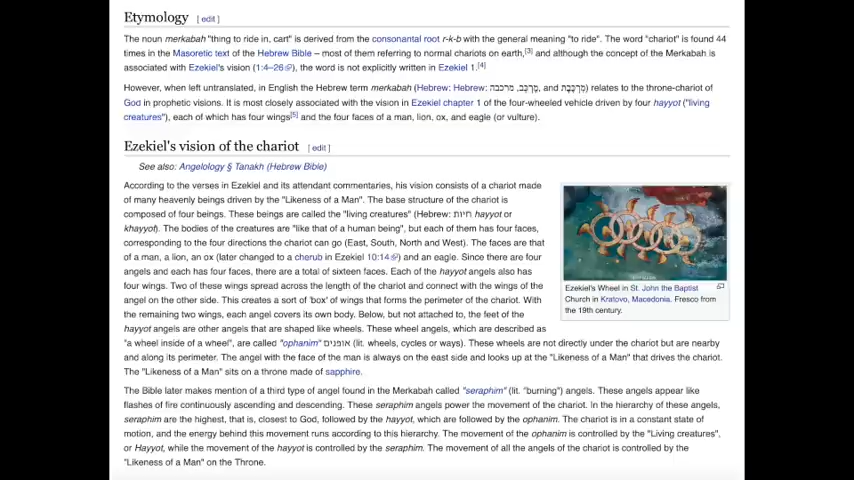 Etymology [ edit ]
The noun merkabah "thing to ride in, cart" is derived from the consonantal root r-k-b with the general meaning "to ride". The word "chariot" is found 44
times in the Masoretic text of the Hebrew Bible – most of them referring to normal chariots on earth,[3] and although the concept of the Merkabah is
associated with Ezekiel's vision (1:4–26), the word is not explicitly written in Ezekiel 1.[4]
However, when left untranslated, in English the Hebrew term merkabah (Hebrew: Hebrew: מֶרְכָּב, מרכבה, and מִרְכֶּבֶת) relates to the throne-chariot of
God in prophetic visions. It is most closely associated with the vision in Ezekiel chapter 1 of the four-wheeled vehicle driven by four hayyot ("living
creatures"), each of which has four wings[5] and the four faces of a man, lion, ox, and eagle (or vulture).
Ezekiel's vision of the chariot [ edit ]
See also: Angelology § Tanakh (Hebrew Bible)
According to the verses in Ezekiel and its attendant commentaries, his vision consists of a chariot made
of many heavenly beings driven by the "Likeness of a Man". The base structure of the chariot is
composed of four beings. These beings are called the "living creatures" (Hebrew: חיות hayyot or
khayyot). The bodies of the creatures are "like that of a human being", but each of them has four faces,
corresponding to the four directions the chariot can go (East, South, North and West). The faces are that
of a man, a lion, an ox (later changed to a cherub in Ezekiel 10:14) and an eagle. Since there are four
angels and each has four faces, there are a total of sixteen faces. Each of the hayyot angels also has
four wings. Two of these wings spread across the length of the chariot and connect with the wings of the
angel on the other side. This creates a sort of 'box' of wings that forms the perimeter of the chariot. With
the remaining two wings, each angel covers its own body. Below, but not attached to, the feet of the
hayyot angels are other angels that are shaped like wheels. These wheel angels, which are described as
"a wheel inside of a wheel", are called "ophanim" אופנים (lit. wheels, cycles or ways). These wheels are not directly under the chariot but are nearby
and along its perimeter. The angel with the face of the man is always on the east side and looks up at the "Likeness of a Man" that drives the chariot.
The "Likeness of a Man" sits on a throne made of sapphire.
Ezekiel's Wheel in St. John the Baptist
Church in Kratovo, Macedonia. Fresco from
the 19th century.
The Bible later makes mention of a third type of angel found in the Merkabah called "seraphim" (lit. "burning") angels. These angels appear like
flashes of fire continuously ascending and descending. These seraphim angels power the movement of the chariot. In the hierarchy of these angels,
seraphim are the highest, that is, closest to God, followed by the hayyot, which are followed by the ophanim. The chariot is in a constant state of
motion, and the energy behind this movement runs according to this hierarchy. The movement of the ophanim is controlled by the "Living creatures",
or Hayyot, while the movement of the hayyot is controlled by the seraphim. The movement of all the angels of the chariot is controlled by the
"Likeness of a Man" on the Throne.